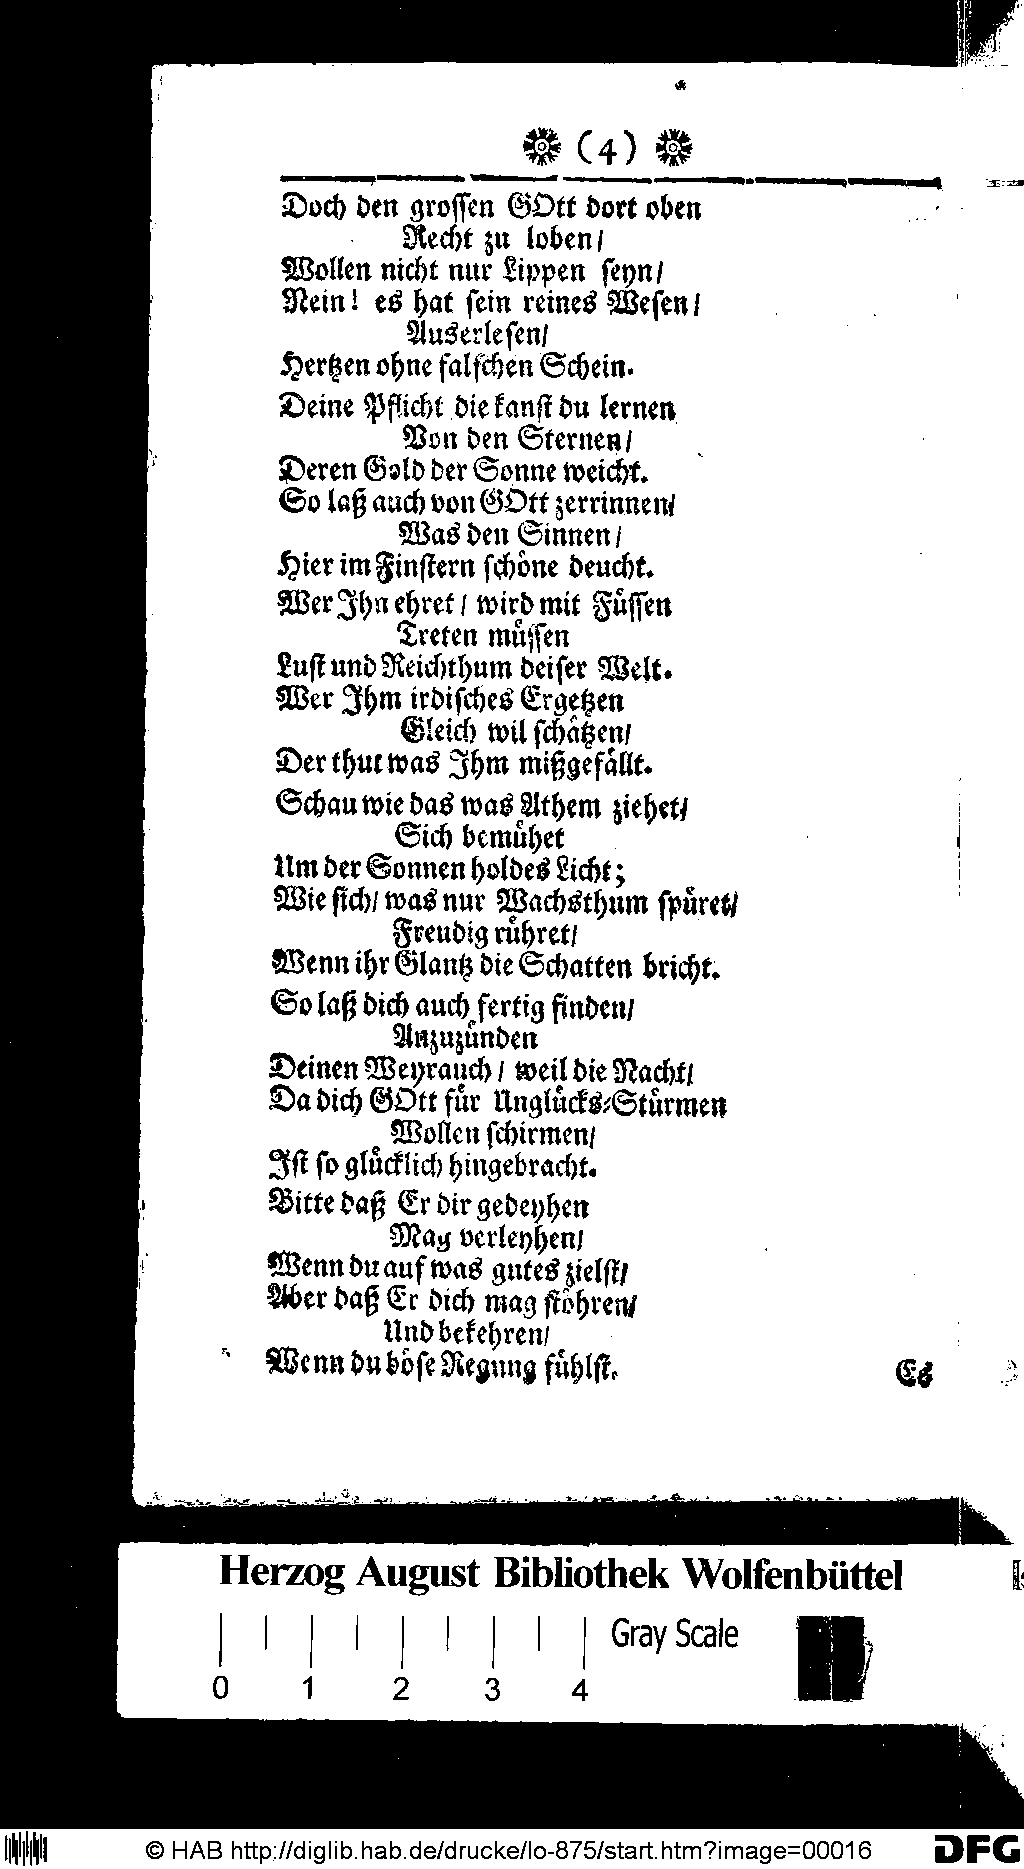 (4)
Doch den grossen GOtt dort oben
Recht zu loben/
Wollen nicht nur Lippen seyn/
Nein! es hat sein reines Wesen/
Auserlesen/
Hertzen ohne falschen Schein.
Deine Pflicht die kanst du lernen
Von den Sternen/
Deren Gold der Sonne weicht.
So laß auch von GOtt zerrinnen/
Was den Sinnen/
Hier im Finstern schöne deucht.
Wer Ihn ehret / wird mit Füssen
Treten müssen
Lust und Reichthum deiser Welt.
Wer Ihm irdisches Ergetzen
Gleich wil schätzen/
Der thut was Ihm mißgefällt.
Schau wie das was Athem ziehet/
Sich bemühet
Um der Sonnen holdes Licht;
Wie sich/ was nur Wachsthum spüret/
Freudig rühret/
Wenn ihr Glantz die Schatten bricht.
So laß dich auch fertig finden/
Anzuzünden
Deinen Weyrauch / weil die Nacht/
Da dich GOtt für Unglücks-Stürmen
Wollen schirmen/
Ist so glücklich hingebracht.
Bitte daß Er dir gedeyhen
Mag verleyhen/
Wenn du auf was gutes zielst/
Aber daß Er dich mag stöhren/
Und bekehren/
Wenn du böse Regung fühlst.
Es
Herzog August Bibliothek Wolfenbüttel
Gray Scale
0 1 2 3 4
© HAB http://diglib.hab.de/drucke/lo-875/start.htm?image=00016
DFG